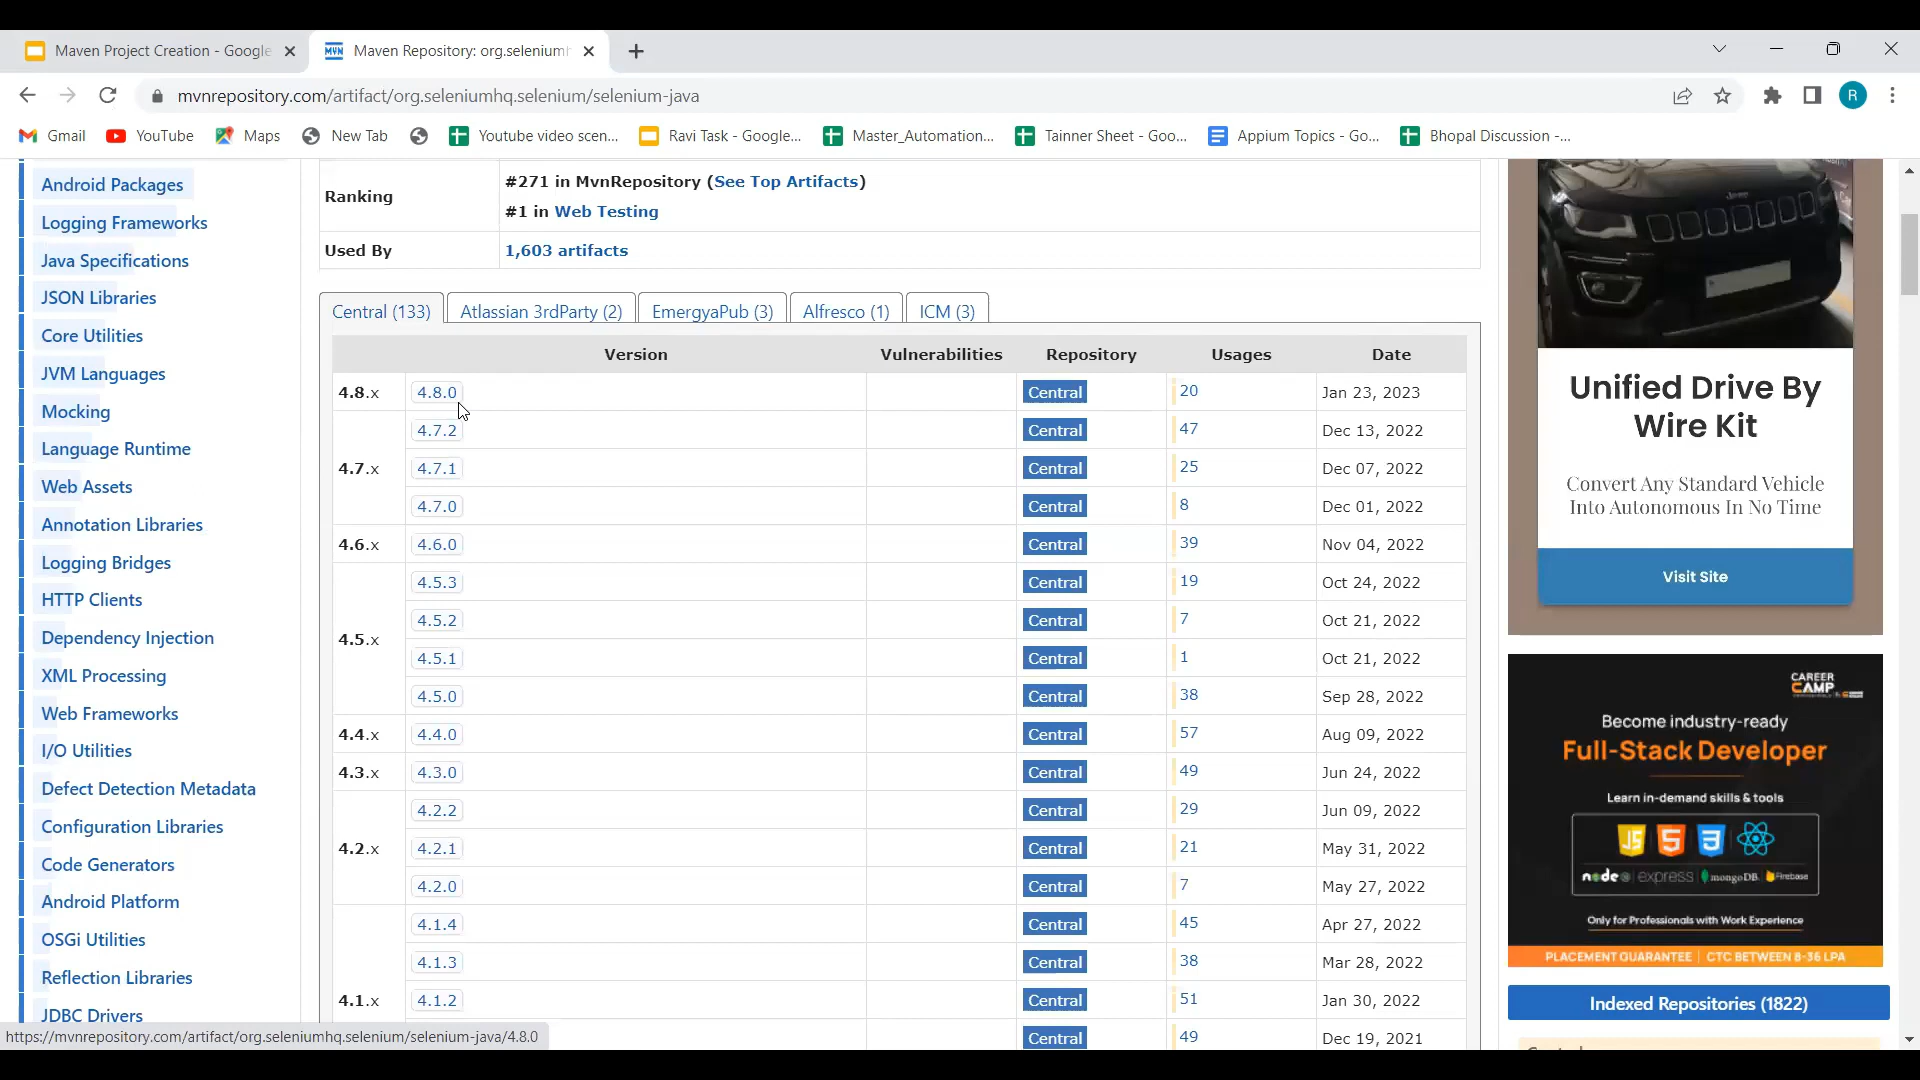 Maven Project Creation - Google
Maven Repository: org.seleniumh
mvnrepository.com/artifact/org.seleniumhq.selenium/selenium-java
R
Gmail YouTube Maps New Tab Youtube video scen... Ravi Task - Google... Master_Automation... Tainner Sheet - Goo... Appium Topics - Go... Bhopal Discussion -...
Android Packages
Logging Frameworks
Java Specifications
JSON Libraries
Core Utilities
JVM Languages
Mocking
Language Runtime
Web Assets
Annotation Libraries
Logging Bridges
HTTP Clients
Dependency Injection
XML Processing
Web Frameworks
I/O Utilities
Defect Detection Metadata
Configuration Libraries
Code Generators
Android Platform
OSGi Utilities
Reflection Libraries
JDBC Drivers
Ranking
#271 in MvnRepository (See Top Artifacts)
#1 in Web Testing
Used By 1,603 artifacts
Central (133) Atlassian 3rdParty (2) EmergyaPub (3) Alfresco (1) ICM (3)
Version Vulnerabilities Repository Usages Date
4.8.x 4.8.0 Central 20 Jan 23, 2023
4.7.2 Central 47 Dec 13, 2022
4.7.x 4.7.1 Central 25 Dec 07, 2022
4.7.0 Central 8 Dec 01, 2022
4.6.x 4.6.0 Central 39 Nov 04, 2022
4.5.3 Central 19 Oct 24, 2022
4.5.2 Central 7 Oct 21, 2022
4.5.x
4.5.1 Central 1 Oct 21, 2022
4.5.0 Central 38 Sep 28, 2022
4.4.x 4.4.0 Central 57 Aug 09, 2022
4.3.x 4.3.0 Central 49 Jun 24, 2022
4.2.2 Central 29 Jun 09, 2022
4.2.x 4.2.1 Central 21 May 31, 2022
4.2.0 Central 7 May 27, 2022
4.1.4 Central 45 Apr 27, 2022
4.1.3 Central 38 Mar 28, 2022
4.1.x 4.1.2 Central 51 Jan 30, 2022
Central 49 Dec 19, 2021
https://mvnrepository.com/artifact/org.seleniumhq.selenium/selenium-java/4.8.0
Unified Drive By
Wire Kit
Convert Any Standard Vehicle
Into Autonomous In No Time
Visit Site
CAREER
CAMP
Become industry-ready
Full-Stack Developer
Learn in-demand skills & tools
JS 5 3
node express mongoDB. Firebase
Only for Professionals with Work Experience
PLACEMENT GUARANTEE | CTC BETWEEN 8-36 LPA
Indexed Repositories (1822)